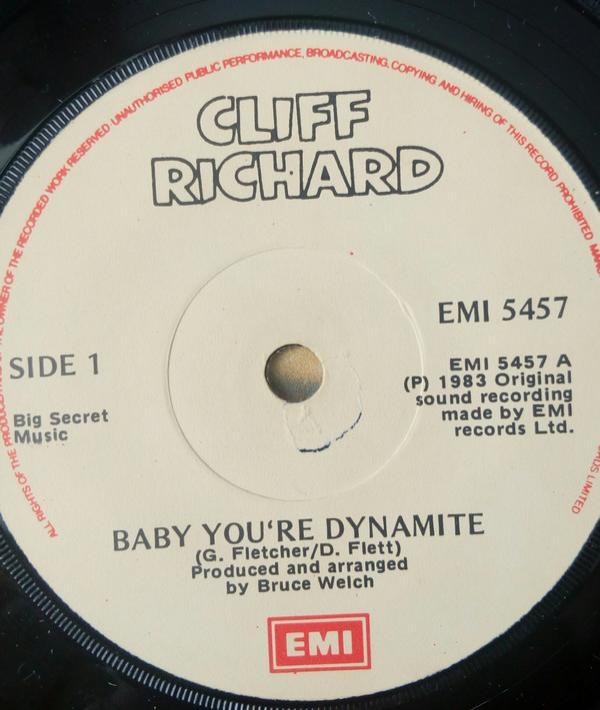 ALL RIGHTS OF THE PRODUCER AND OF THE OWNER OF THE RECORDED WORK RESERVED UNAUTHORISED PUBLIC PERFORMANCE, BROADCASTING, COPYING AND HIRING OF THIS RECORD PROHIBITED
LIMITED
CLIFF
RICHARD
EMI 5457
SIDE 1
Big Secret
Music
EMI 5457 A
(P) 1983 Original
sound recording
made by EMI
records Ltd.
BABY YOU'RE DYNAMITE
(G. Fletcher/D. Flett)
Produced and arranged
by Bruce Welch
EMI